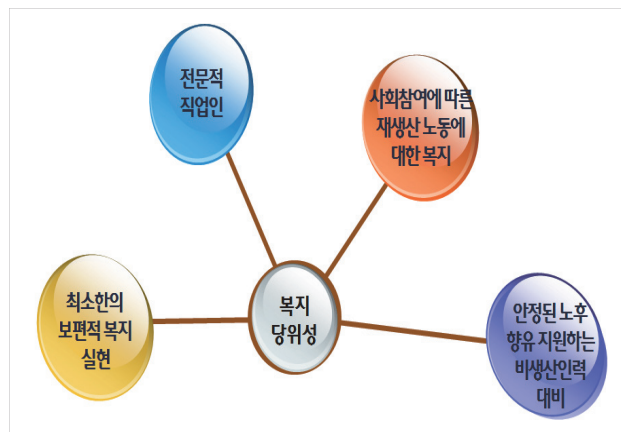 전문적
직업인
사회참여에 따른
재생산 노동에
대한 복지
최소한의
보편적 복지
실현
복지
당위성
안정된 노후
향유 지원하는
비생산인력
대비